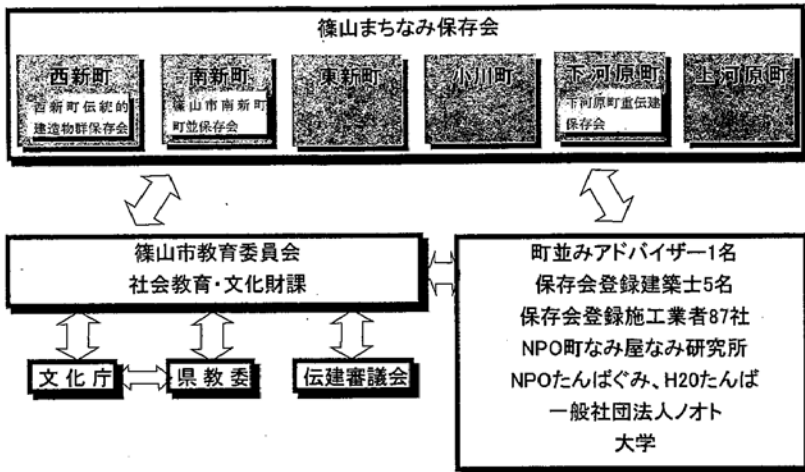 篠山まちなみ保存会
西新町
西新町伝統的
建造物群保存会
南新町
篠山市南新町
町並保存会
東新町
小川町
下河原町
下河原町重伝建
保存会
上河原町
篠山市教育委員会
社会教育・文化財課
町並みアドバイザー1名
保存会登録建築士5名
保存会登録施工業者87社
NPO町なみ屋なみ研究所
NPOたんばぐみ、H20たんば
一般社団法人ノオト
大学
文化庁
県教委
伝建審議会